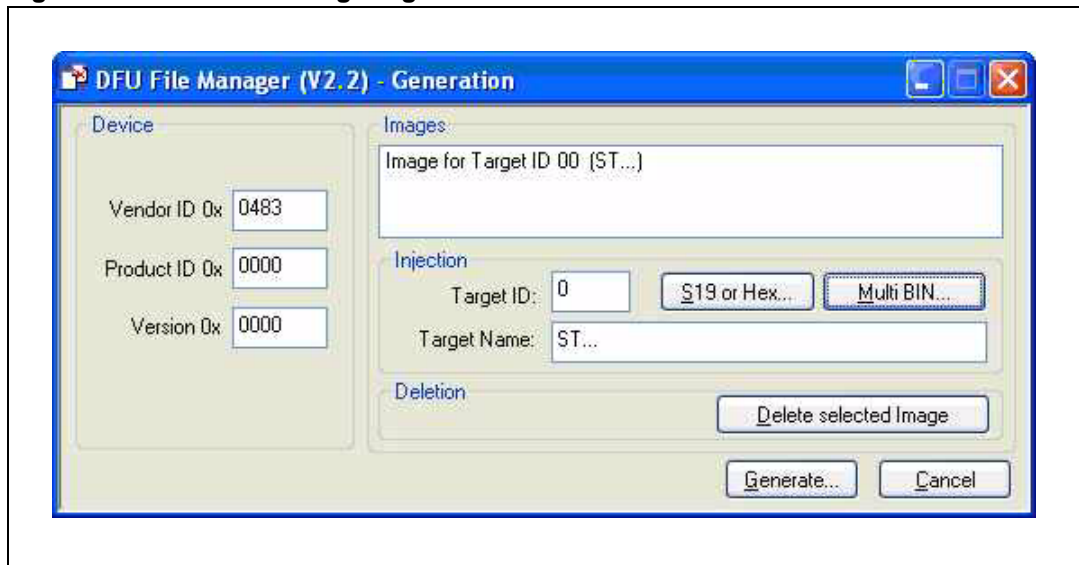 DFU File Manager (V2.2) - Generation
Device
Vendor ID 0x 0483
Product ID 0x 0000
Version 0x 0000
Images
Image for Target ID 00 (ST...)
Injection
Target ID: 0 S19 or Hex... Multi BIN...
Target Name: ST...
Deletion
Delete selected Image
Generate... Cancel